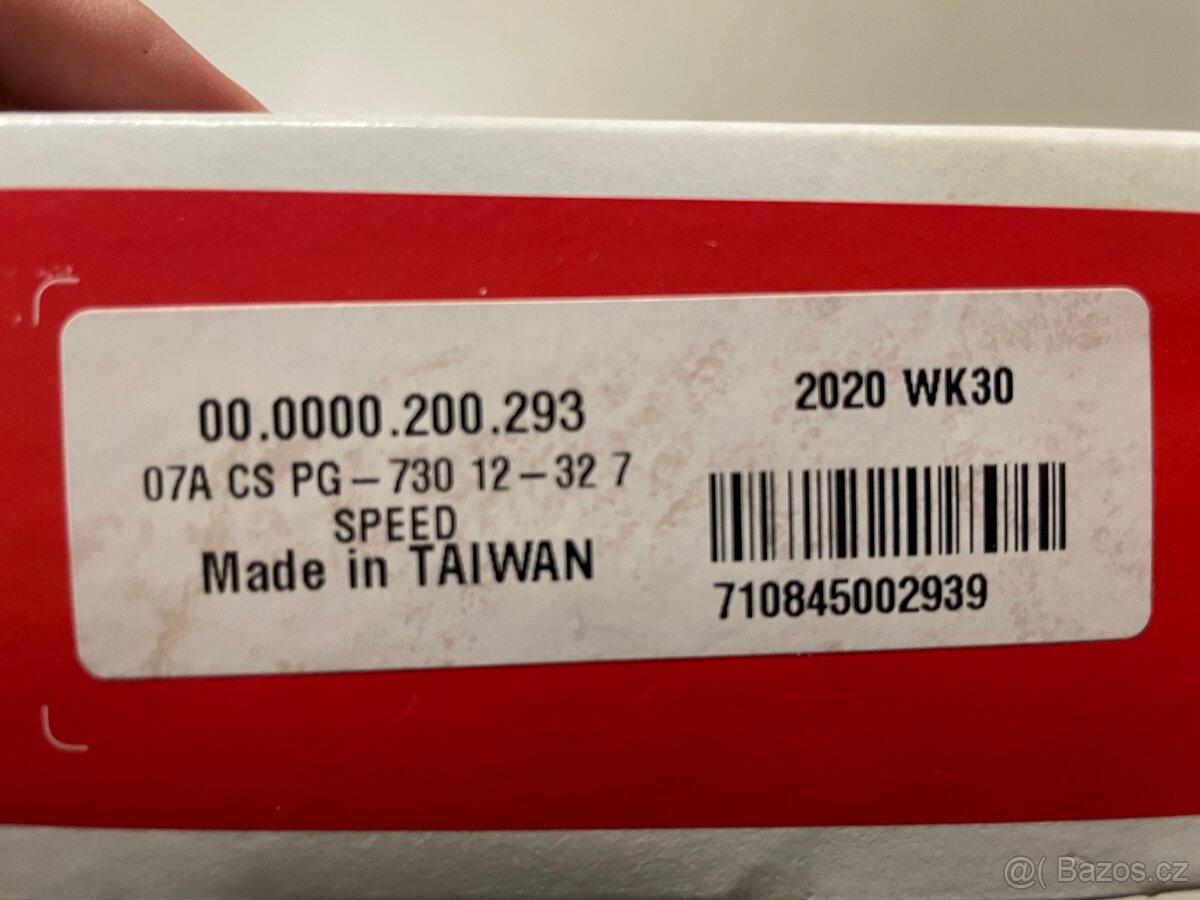 00.0000.200.293
07A CS PG-730 12-32 7
SPEED
Made in TAIWAN
2020 WK30
710845002939
@( Bazos.cz